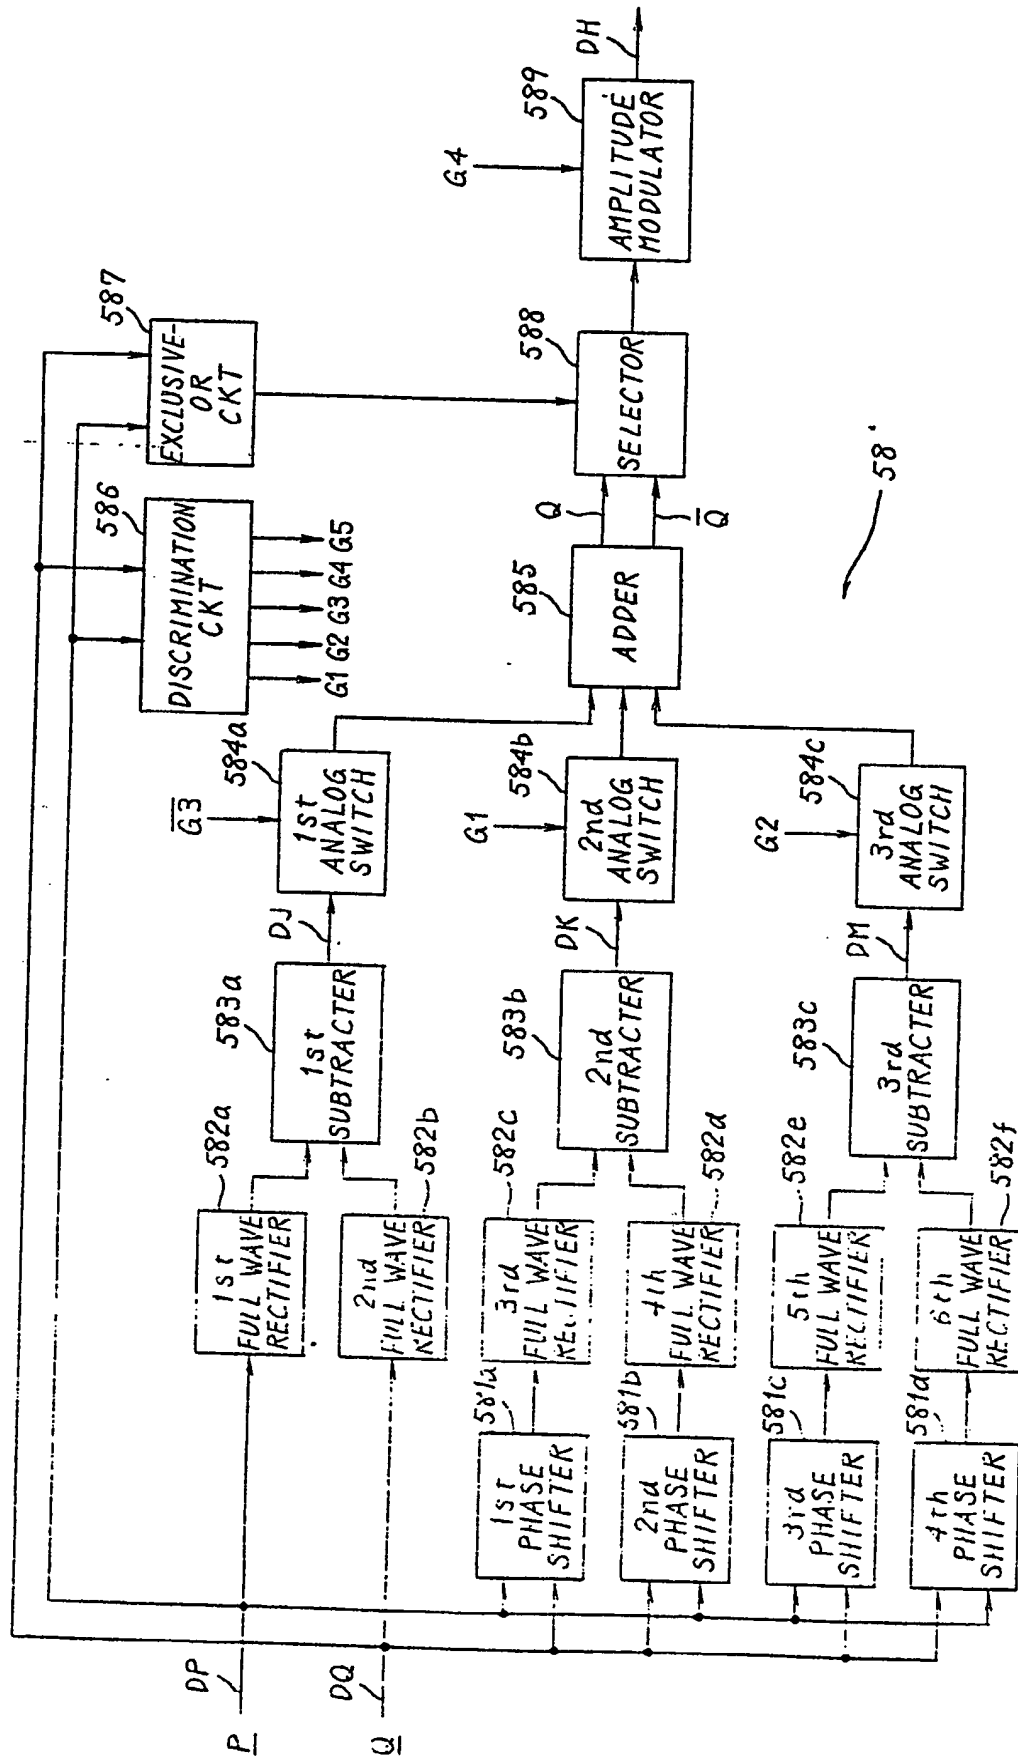 P
DP
Q
DQ
1st
FULL WAVE
RECTIFIER
582a
2nd
FULL WAVE
RECTIFIER
582b
1st
PHASE
SHIFTER
581a
3rd
FULL WAVE
RECTIFIER
582c
2nd
PHASE
SHIFTER
581b
4th
FULL WAVE
RECTIFIER
582d
3rd
PHASE
SHIFTER
581c
5th
FULL WAVE
RECTIFIER
582e
4th
PHASE
SHIFTER
581d
6th
FULL WAVE
RECTIFIER
582f
1st
SUBTRACTER
583a
2nd
SUBTRACTER
583b
3rd
SUBTRACTER
583c
DJ
DK
DM
G̅3̅
1st
ANALOG
SWITCH
584a
G1
2nd
ANALOG
SWITCH
584b
G2
3rd
ANALOG
SWITCH
584c
DISCRIMINATION
CKT
586
G1 G2 G3 G4 G5
EXCLUSIVE-
OR
CKT
587
ADDER
585
Q
Q̅
SELECTOR
588
G4
AMPLITUDE
MODULATOR
589
DH
58'